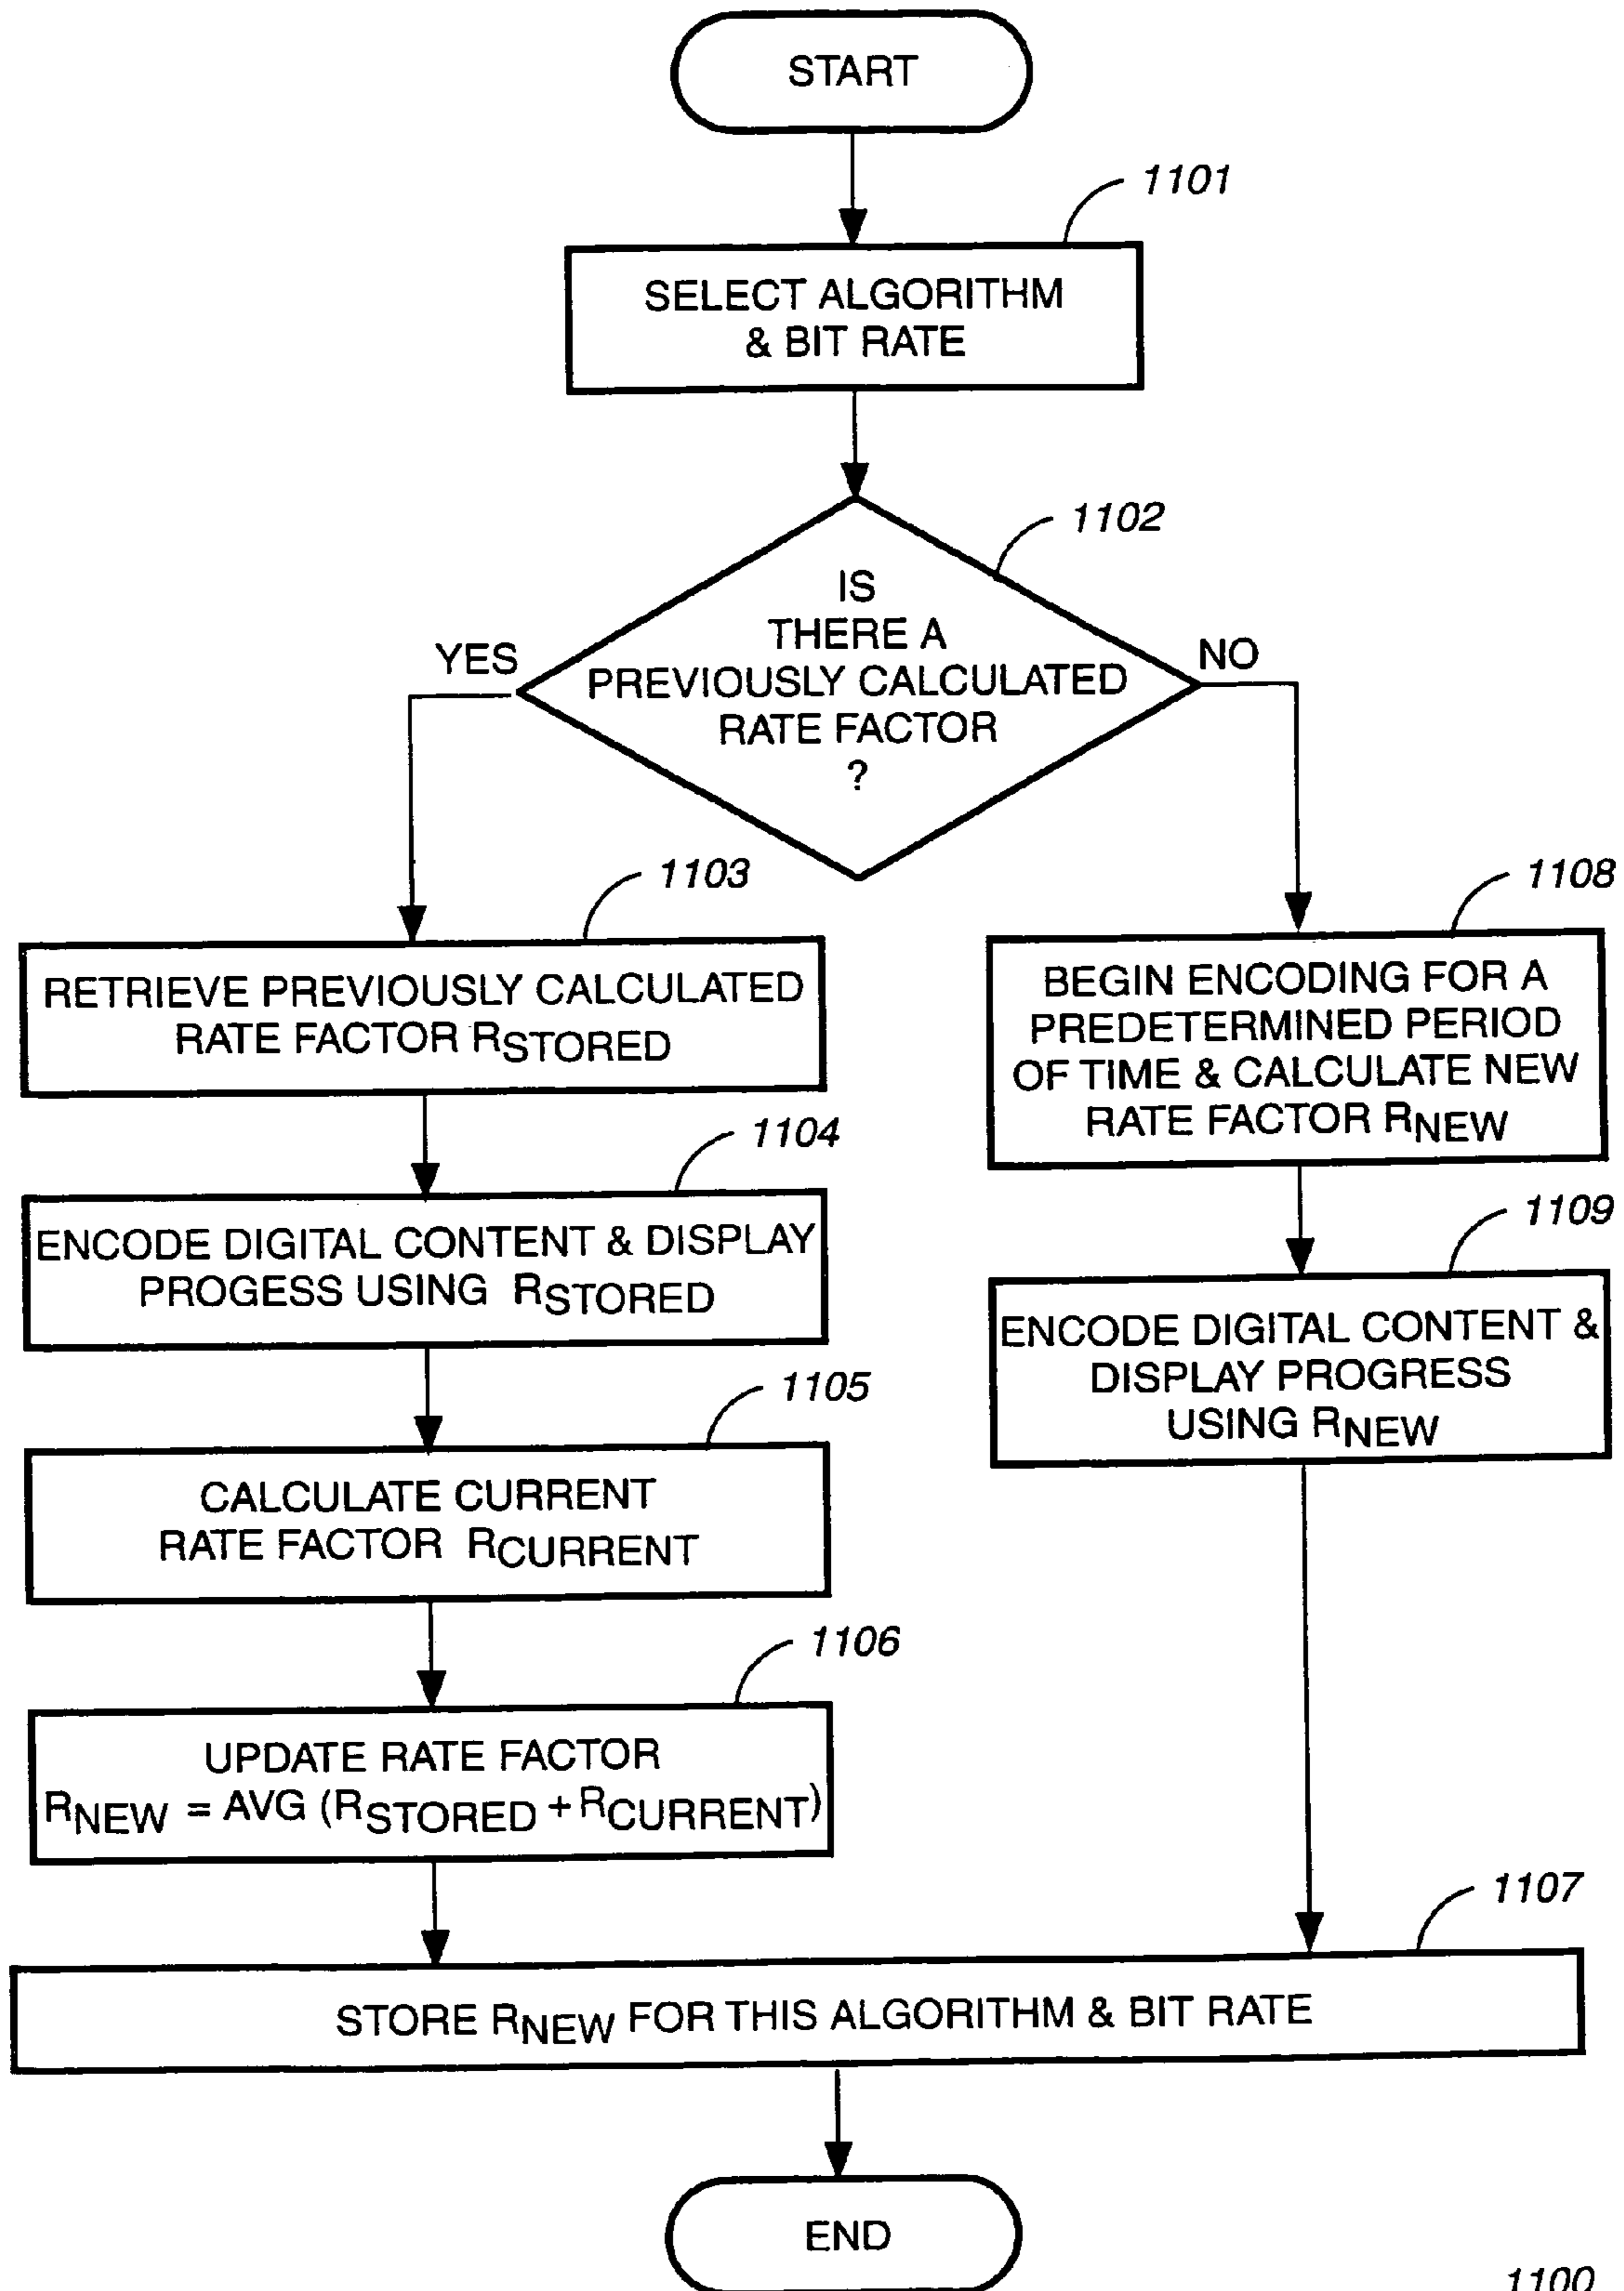 START
1101
SELECT ALGORITHM
& BIT RATE
1102
IS
THERE A
PREVIOUSLY CALCULATED
RATE FACTOR
?
YES
NO
1103
RETRIEVE PREVIOUSLY CALCULATED
RATE FACTOR RSTORED
1104
ENCODE DIGITAL CONTENT & DISPLAY
PROGESS USING RSTORED
1105
CALCULATE CURRENT
RATE FACTOR RCURRENT
1106
UPDATE RATE FACTOR
RNEW = AVG (RSTORED + RCURRENT)
1108
BEGIN ENCODING FOR A
PREDETERMINED PERIOD
OF TIME & CALCULATE NEW
RATE FACTOR RNEW
1109
ENCODE DIGITAL CONTENT &
DISPLAY PROGRESS
USING RNEW
1107
STORE RNEW FOR THIS ALGORITHM & BIT RATE
END
1100